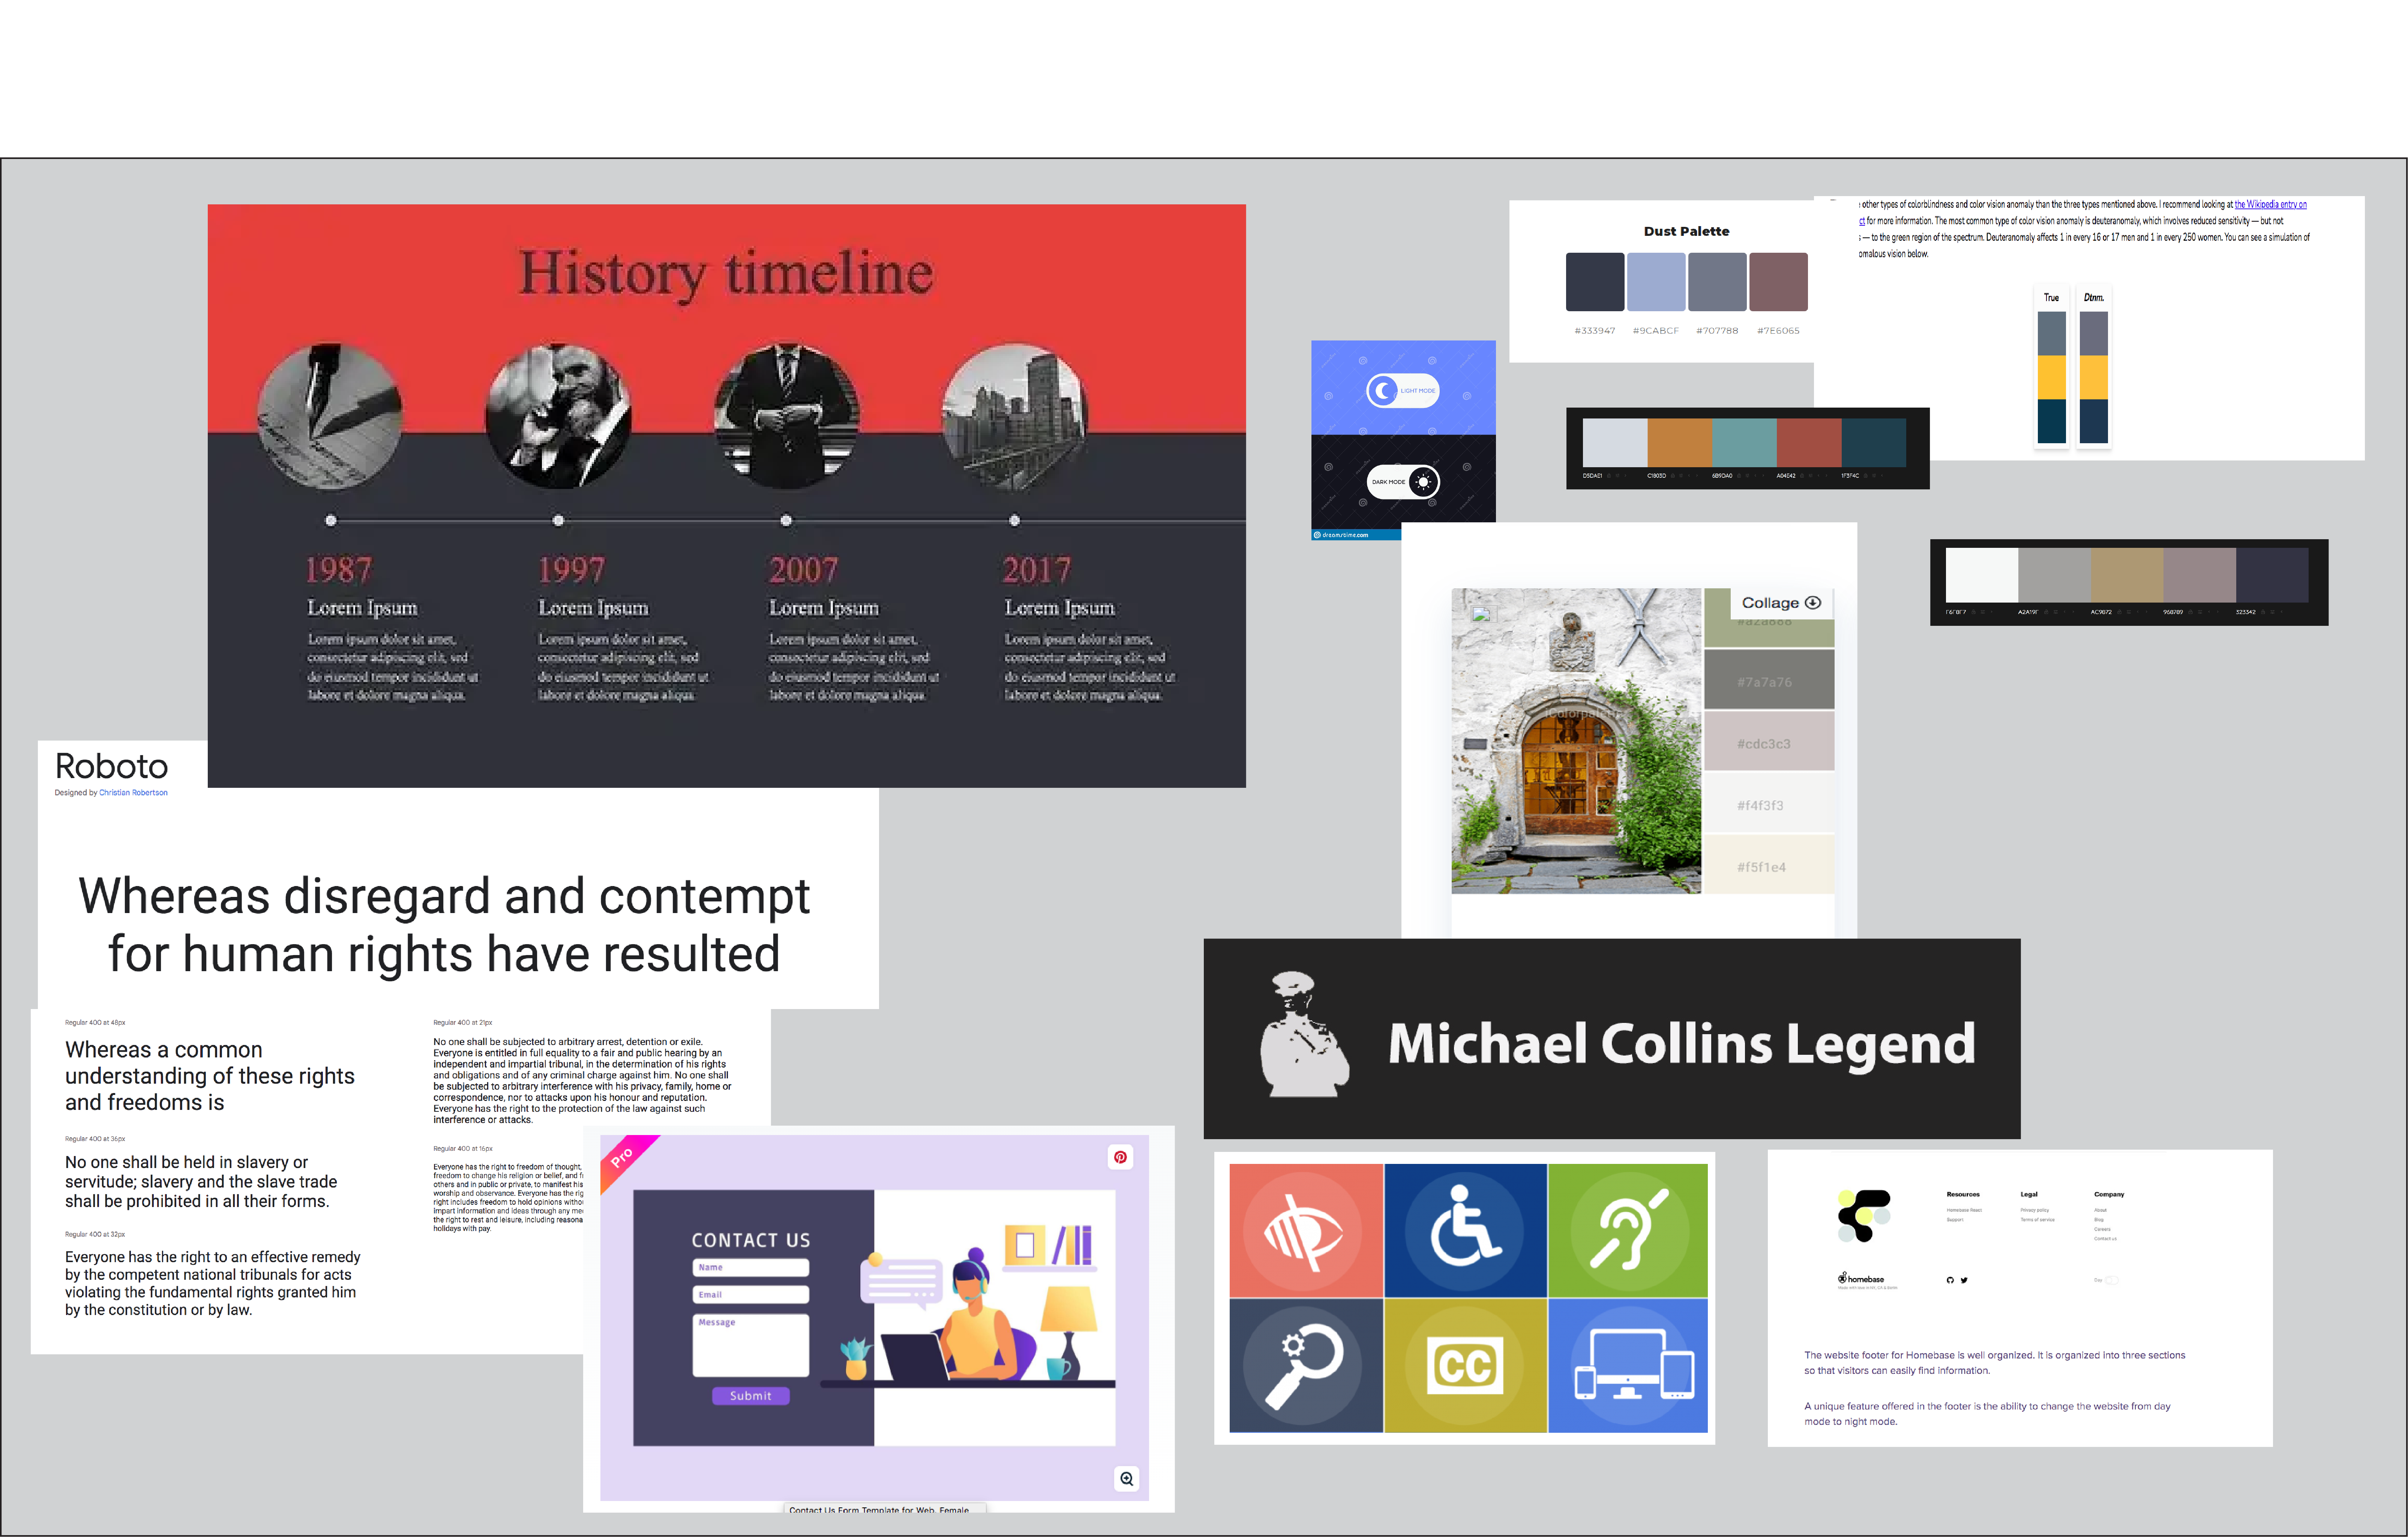 History timeline
1987
Lorem Ipsum
Lorem ipsum dolor sit amet,
consectetur adipiscing elit, sed
do eiusmod tempor incididunt ut
labore et dolore magna aliqua.
1997
Lorem Ipsum
Lorem ipsum dolor sit amet,
consectetur adipiscing elit, sed
do eiusmod tempor incididunt ut
labore et dolore magna aliqua.
2007
Lorem Ipsum
Lorem ipsum dolor sit amet,
consectetur adipiscing elit, sed
do eiusmod tempor incididunt ut
labore et dolore magna aliqua.
2017
Lorem Ipsum
Lorem ipsum dolor sit amet,
consectetur adipiscing elit, sed
do eiusmod tempor incididunt ut
labore et dolore magna aliqua.
LIGHT MODE
DARK MODE
dreamstime.com
Dust Palette
#333947 #9CABCF #707788 #7E6065
other types of colorblindness and color vision anomaly than the three types mentioned above. I recommend looking at the Wikipedia entry on
ct for more information. The most common type of color vision anomaly is deuteranomaly, which involves reduced sensitivity — but not
s — to the green region of the spectrum. Deuteranomaly affects 1 in every 16 or 17 men and 1 in every 250 women. You can see a simulation of
omalous vision below.
True Dtnm.
D5DAE1 C1803D 6B9DA0 A04E42 1F3F4C
F6F8F7 A2A19F AC9872 968789 323342
Collage
#a2a888
#7a7a76
#cdc3c3
#f4f3f3
#f5f1e4
Roboto
Designed by Christian Robertson
Whereas disregard and contempt
for human rights have resulted
Regular 400 at 48px
Whereas a common
understanding of these rights
and freedoms is
Regular 400 at 36px
No one shall be held in slavery or
servitude; slavery and the slave trade
shall be prohibited in all their forms.
Regular 400 at 32px
Everyone has the right to an effective remedy
by the competent national tribunals for acts
violating the fundamental rights granted him
by the constitution or by law.
Regular 400 at 21px
No one shall be subjected to arbitrary arrest, detention or exile.
Everyone is entitled in full equality to a fair and public hearing by an
independent and impartial tribunal, in the determination of his rights
and obligations and of any criminal charge against him. No one shall
be subjected to arbitrary interference with his privacy, family, home or
correspondence, nor to attacks upon his honour and reputation.
Everyone has the right to the protection of the law against such
interference or attacks.
Regular 400 at 16px
Everyone has the right to freedom of thought,
freedom to change his religion or belief, and f
others and in public or private, to manifest his
worship and observance. Everyone has the rig
right includes freedom to hold opinions witho
impart information and ideas through any me
the right to rest and leisure, including reasona
holidays with pay.
Pro
CONTACT US
Name
Email
Message
Submit
Contact Us Form Template for Web. Female
Michael Collins Legend
CC
Resources
Homebase React
Support
Legal
Privacy policy
Terms of service
Company
About
Blog
Careers
Contact us
homebase
The website footer for Homebase is well organized. It is organized into three sections
so that visitors can easily find information.
A unique feature offered in the footer is the ability to change the website from day
mode to night mode.